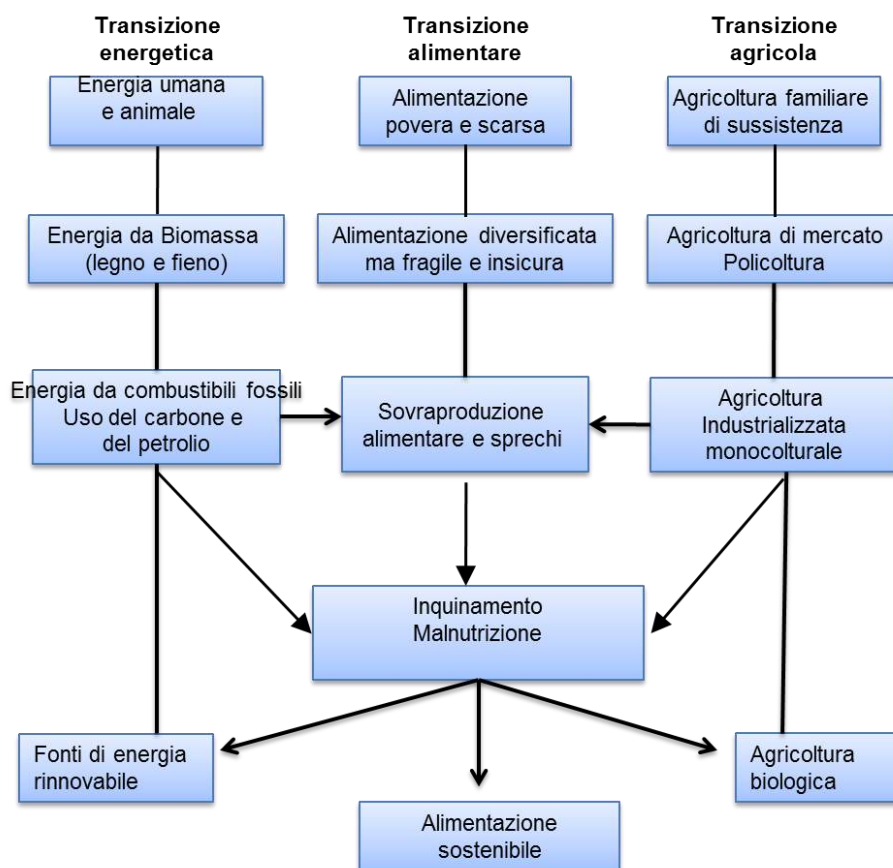 Transizione
energetica
Transizione
alimentare
Transizione
agricola
Energia umana
e animale
Alimentazione
povera e scarsa
Agricoltura familiare
di sussistenza
Energia da Biomassa
(legno e fieno)
Alimentazione diversificata
ma fragile e insicura
Agricoltura di mercato
Policoltura
Energia da combustibili fossili
Uso del carbone e
del petrolio
Sovraproduzione
alimentare e sprechi
Agricoltura
Industrializzata
monocolturale
Inquinamento
Malnutrizione
Fonti di energia
rinnovabile
Alimentazione
sostenibile
Agricoltura
biologica